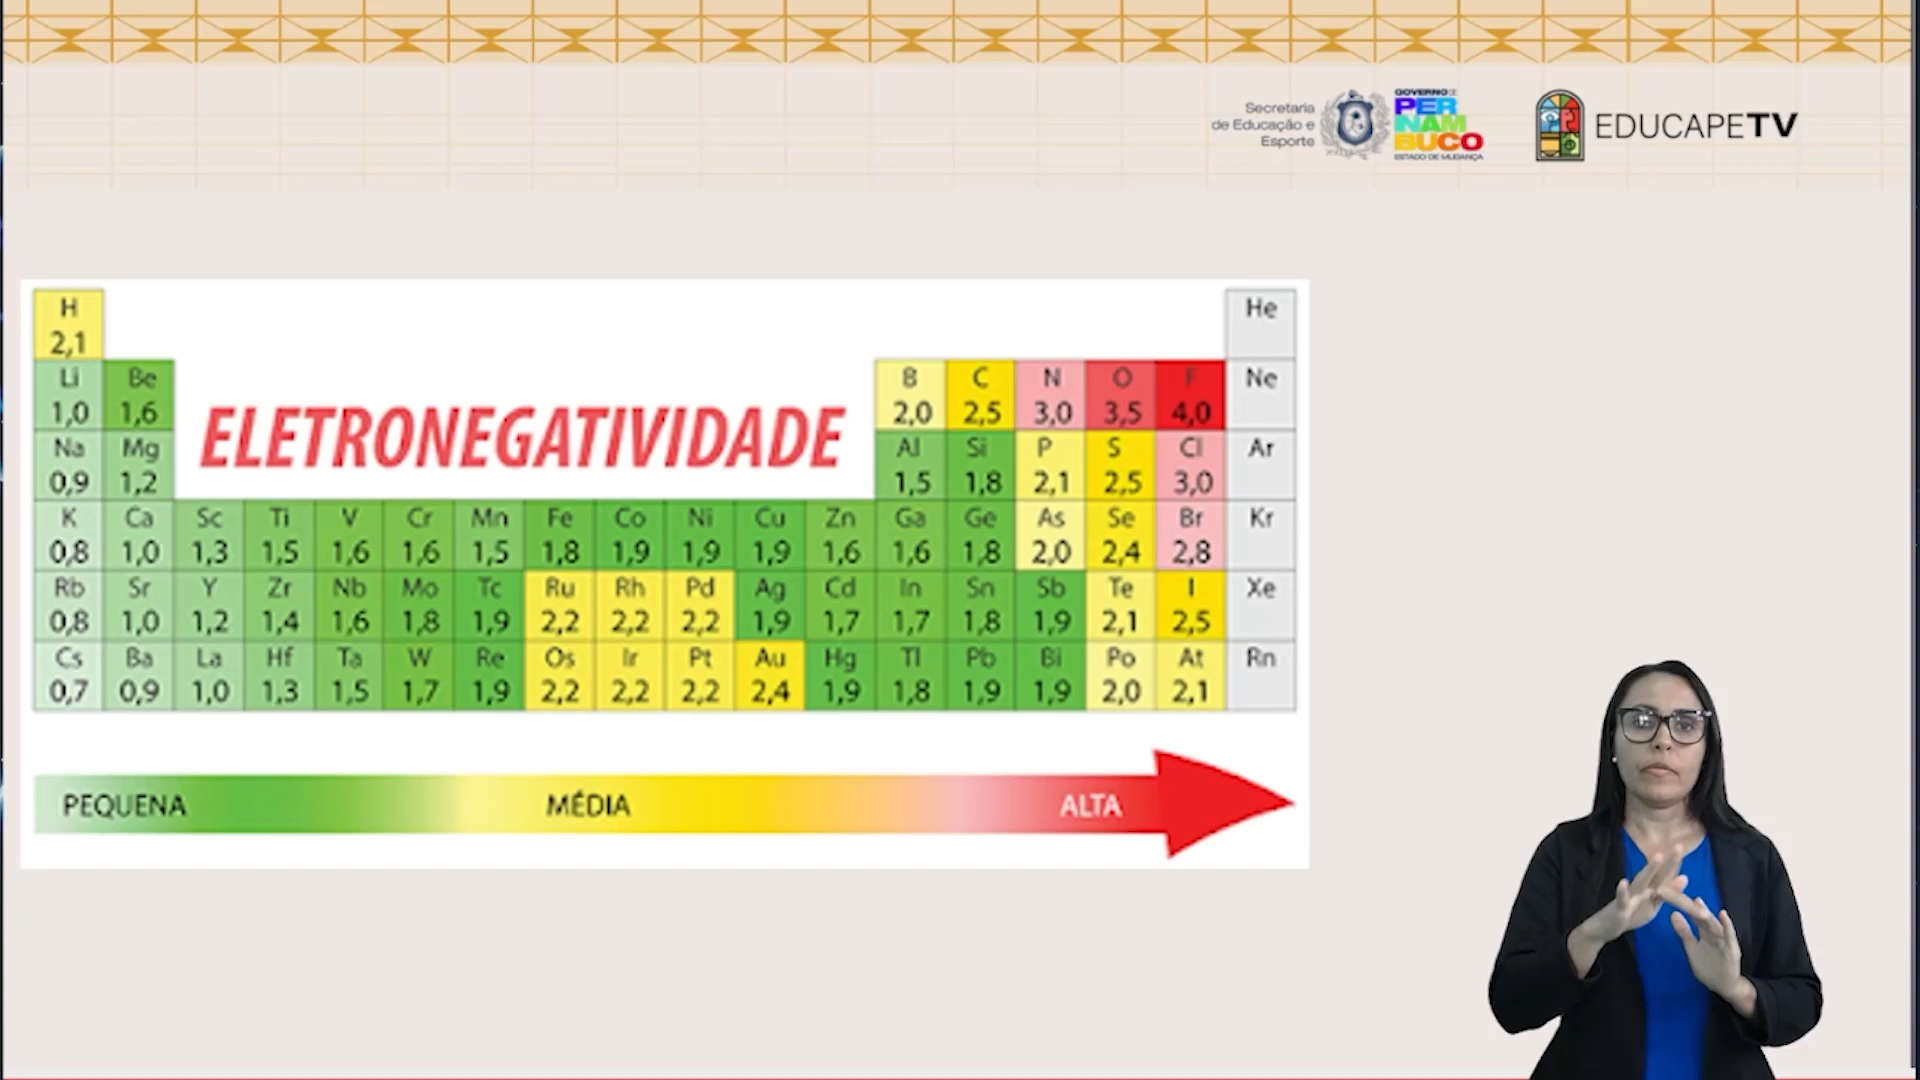 Secretaria
de Educação e
Esporte
GOVERNO DE
PER
NAM
BUCO
ESTADO DE MUDANÇA
EDUCAPETV
H He
2,1
Li Be B C N O F Ne
1,0 1,6 2,0 2,5 3,0 3,5 4,0
ELETRONEGATIVIDADE
Na Mg Al Si P S Cl Ar
0,9 1,2 1,5 1,8 2,1 2,5 3,0
K Ca Sc Ti V Cr Mn Fe Co Ni Cu Zn Ga Ge As Se Br Kr
0,8 1,0 1,3 1,5 1,6 1,6 1,5 1,8 1,9 1,9 1,9 1,6 1,6 1,8 2,0 2,4 2,8
Rb Sr Y Zr Nb Mo Tc Ru Rh Pd Ag Cd In Sn Sb Te I Xe
0,8 1,0 1,2 1,4 1,6 1,8 1,9 2,2 2,2 2,2 1,9 1,7 1,7 1,8 1,9 2,1 2,5
Cs Ba La Hf Ta W Re Os Ir Pt Au Hg Tl Pb Bi Po At Rn
0,7 0,9 1,0 1,3 1,5 1,7 1,9 2,2 2,2 2,2 2,4 1,9 1,8 1,9 1,9 2,0 2,1
PEQUENA MÉDIA ALTA